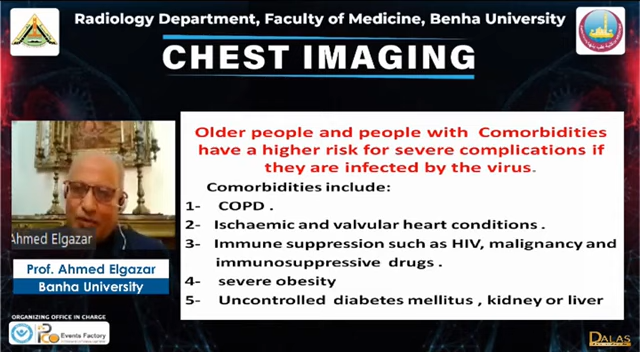 Radiology Department, Faculty of Medicine, Benha University
CHEST IMAGING
Older people and people with Comorbidities
have a higher risk for severe complications if
they are infected by the virus.
Comorbidities include:
1- COPD .
2- Ischaemic and valvular heart conditions .
3- Immune suppression such as HIV, malignancy and
immunosuppressive drugs .
4- severe obesity
5- Uncontrolled diabetes mellitus , kidney or liver
Ahmed Elgazar
Prof. Ahmed Elgazar
Banha University
ORGANIZING OFFICE IN CHARGE
Events Factory
DALAS